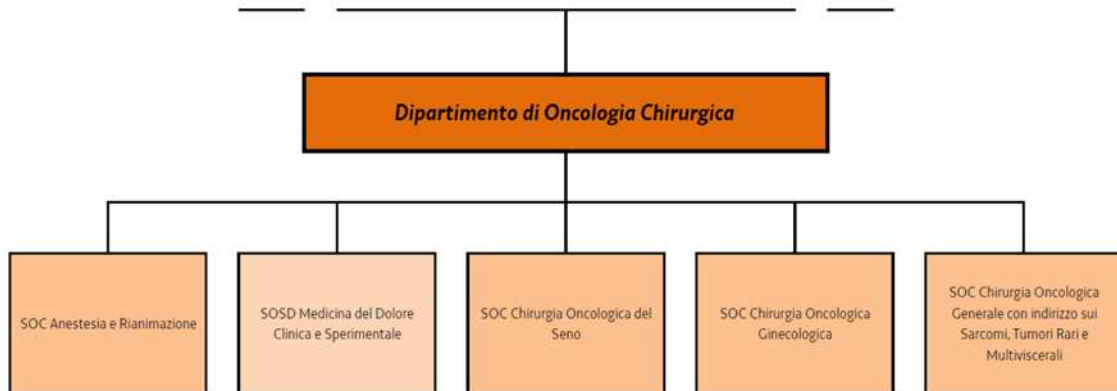 Dipartimento di Oncologia Chirurgica
SOC Anestesia e Rianimazione
SOSD Medicina del Dolore
Clinica e Sperimentale
SOC Chirurgia Oncologica del
Seno
SOC Chirurgia Oncologica
Ginecologica
SOC Chirurgia Oncologica
Generale con indirizzo sui
Sarcomi, Tumori Rari e
Multiviscerali